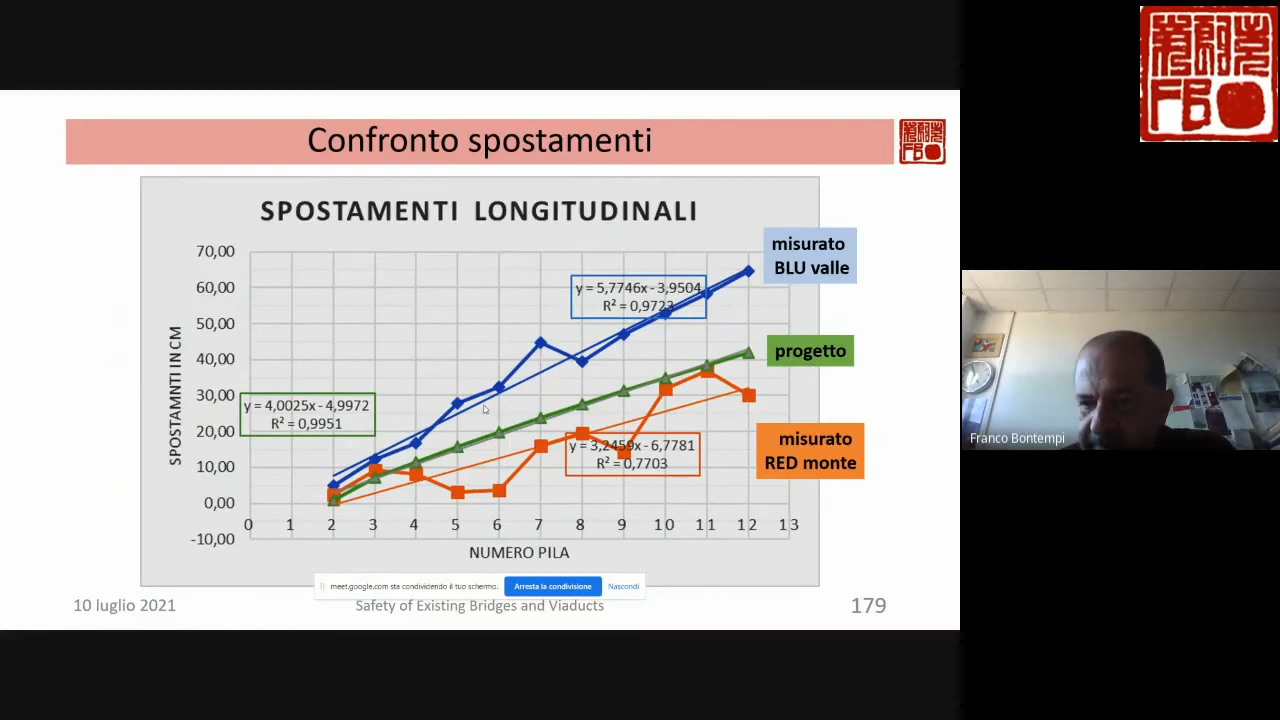 Confronto spostamenti
SPOSTAMENTI LONGITUDINALI
misurato
BLU valle
progetto
misurato
RED monte
y = 5,7746x - 3,9504
R² = 0,9723
y = 4,0025x - 4,9972
R² = 0,9951
y = 3,2459x - 6,7781
R² = 0,7703
70,00
60,00
50,00
40,00
30,00
20,00
10,00
0,00
-10,00
SPOSTAMNTI IN CM
0 1 2 3 4 5 6 7 8 9 10 11 12 13
NUMERO PILA
meet.google.com sta condividendo il tuo schermo.
Arresta la condivisione
Nascondi
10 luglio 2021
Safety of Existing Bridges and Viaducts
179
Franco Bontempi